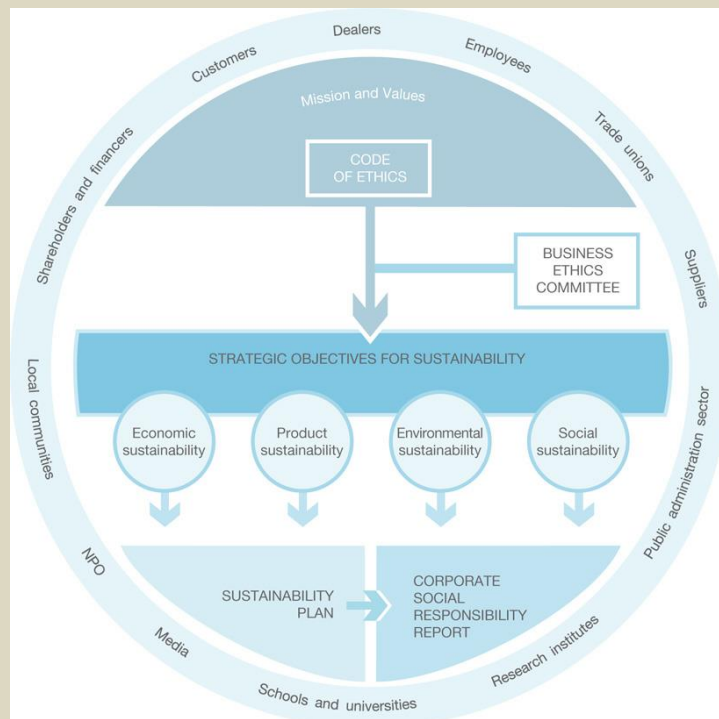 Dealers
Customers
Employees
Shareholders and financers
Trade unions
Mission and Values
CODE
OF ETHICS
BUSINESS
ETHICS
COMMITTEE
Suppliers
STRATEGIC OBJECTIVES FOR SUSTAINABILITY
Local communities
Economic
sustainability
Product
sustainability
Environmental
sustainability
Social
sustainability
Public administration sector
NPO
SUSTAINABILITY
PLAN
CORPORATE
SOCIAL
RESPONSIBILITY
REPORT
Media
Research institutes
Schools and universities